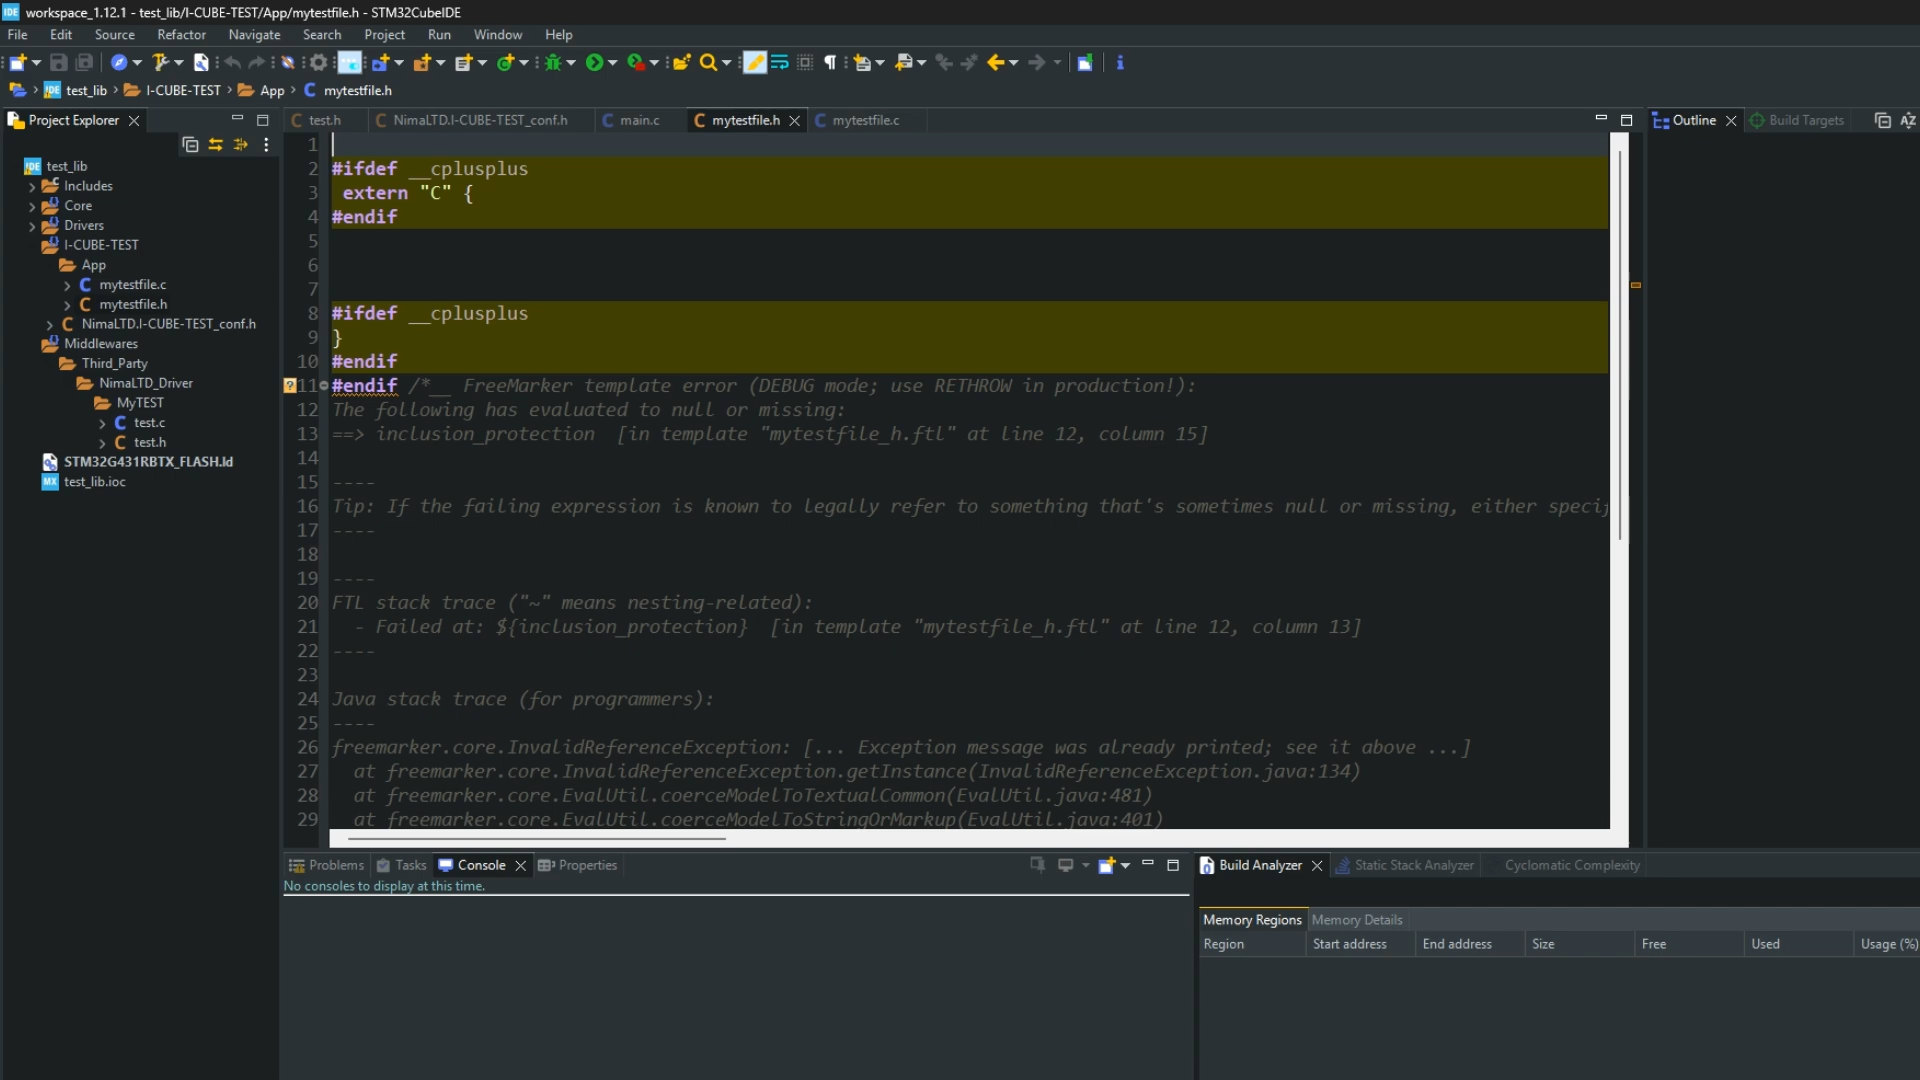 workspace_1.12.1 - test_lib/I-CUBE-TEST/App/mytestfile.h - STM32CubeIDE
File Edit Source Refactor Navigate Search Project Run Window Help
test_lib I-CUBE-TEST App mytestfile.h
Project Explorer
test_lib
Includes
Core
Drivers
I-CUBE-TEST
App
mytestfile.c
mytestfile.h
NimaLTD.I-CUBE-TEST_conf.h
Middlewares
Third_Party
NimaLTD_Driver
MyTEST
test.c
test.h
STM32G431RBTX_FLASH.ld
test_lib.ioc
test.h NimaLTD.I-CUBE-TEST_conf.h main.c mytestfile.h mytestfile.c
1
2 #ifdef __cplusplus
3 extern "C" {
4 #endif
5
6
7
8 #ifdef __cplusplus
9 }
10 #endif
11 #endif /*__ FreeMarker template error (DEBUG mode; use RETHROW in production!):
12 The following has evaluated to null or missing:
13 ==> inclusion_protection [in template "mytestfile_h.ftl" at line 12, column 15]
14
15 ----
16 Tip: If the failing expression is known to legally refer to something that's sometimes null or missing, either specif
17 ----
18
19 ----
20 FTL stack trace ("~" means nesting-related):
21 - Failed at: ${inclusion_protection} [in template "mytestfile_h.ftl" at line 12, column 13]
22 ----
23
24 Java stack trace (for programmers):
25 ----
26 freemarker.core.InvalidReferenceException: [... Exception message was already printed; see it above ...]
27 at freemarker.core.InvalidReferenceException.getInstance(InvalidReferenceException.java:134)
28 at freemarker.core.EvalUtil.coerceModelToTextualCommon(EvalUtil.java:481)
29 at freemarker.core.EvalUtil.coerceModelToStringOrMarkup(EvalUtil.java:401)
Outline Build Targets
Problems Tasks Console Properties
No consoles to display at this time.
Build Analyzer Static Stack Analyzer Cyclomatic Complexity
Memory Regions Memory Details
Region Start address End address Size Free Used Usage (%)